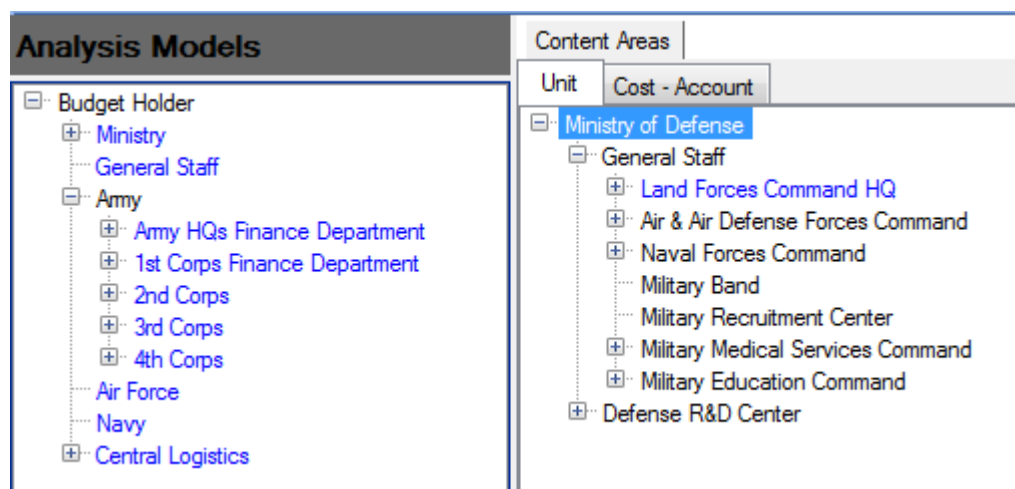 Analysis Models
Budget Holder
Ministry
General Staff
Army
Army HQs Finance Department
1st Corps Finance Department
2nd Corps
3rd Corps
4th Corps
Air Force
Navy
Central Logistics
Content Areas
Unit
Cost - Account
Ministry of Defense
General Staff
Land Forces Command HQ
Air & Air Defense Forces Command
Naval Forces Command
Military Band
Military Recruitment Center
Military Medical Services Command
Military Education Command
Defense R&D Center